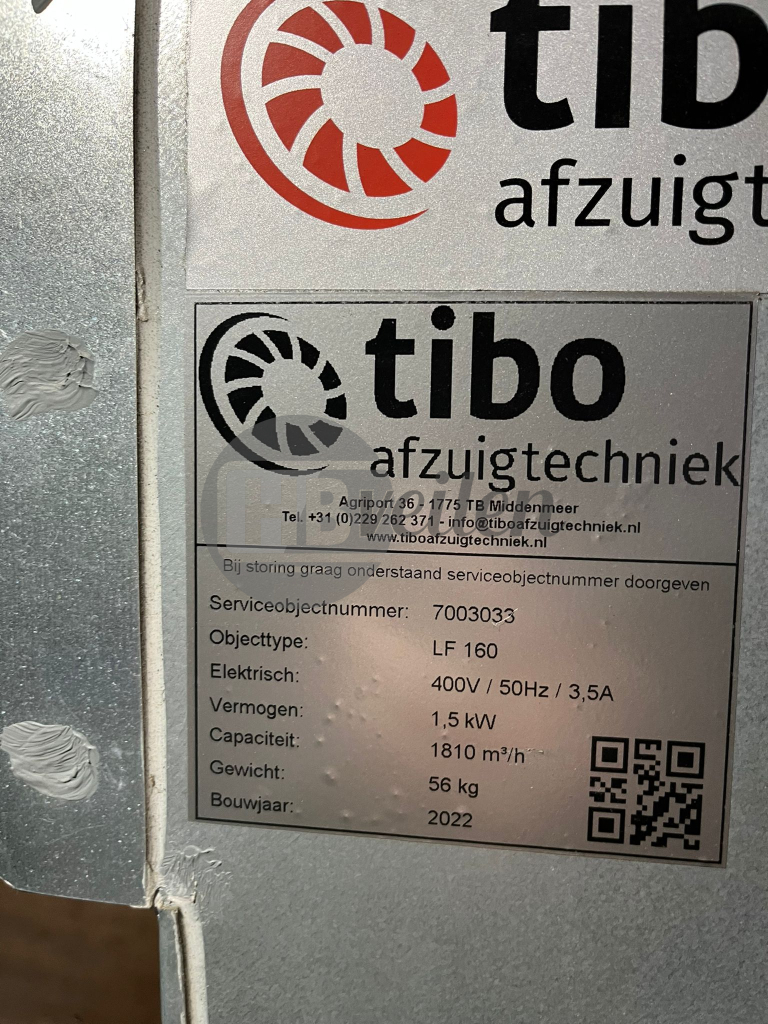 tib
afzuigt
tibo
afzuigtechniek
HBveilen
Agriport 36 - 1775 TB Middenmeer
Tel. +31 (0)229 262 371 - info@tiboafzuigtechniek.nl
www.tiboafzuigtechniek.nl
Bij storing graag onderstaand serviceobjectnummer doorgeven
Serviceobjectnummer: 7003033
Objecttype: LF 160
Elektrisch: 400V / 50Hz / 3,5A
Vermogen: 1,5 kW
Capaciteit: 1810 m³/h
Gewicht: 56 kg
Bouwjaar: 2022